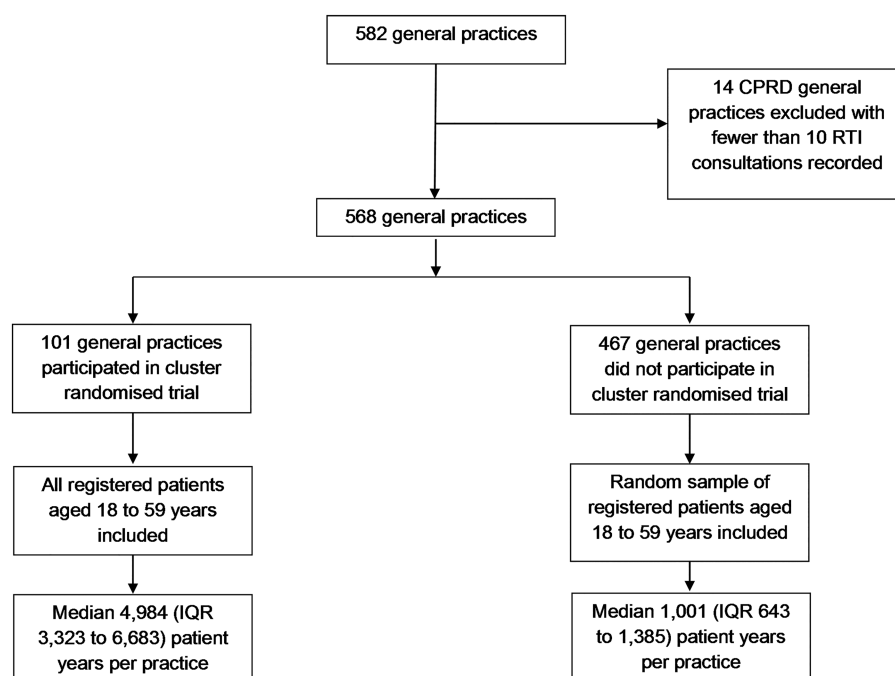 582 general practices
14 CPRD general
practices excluded with
fewer than 10 RTI
consultations recorded
568 general practices
101 general practices
participated in cluster
randomised trial
467 general practices
did not participate in
cluster randomised trial
All registered patients
aged 18 to 59 years
included
Random sample of
registered patients aged
18 to 59 years included
Median 4,984 (IQR
3,323 to 6,683) patient
years per practice
Median 1,001 (IQR 643
to 1,385) patient years
per practice